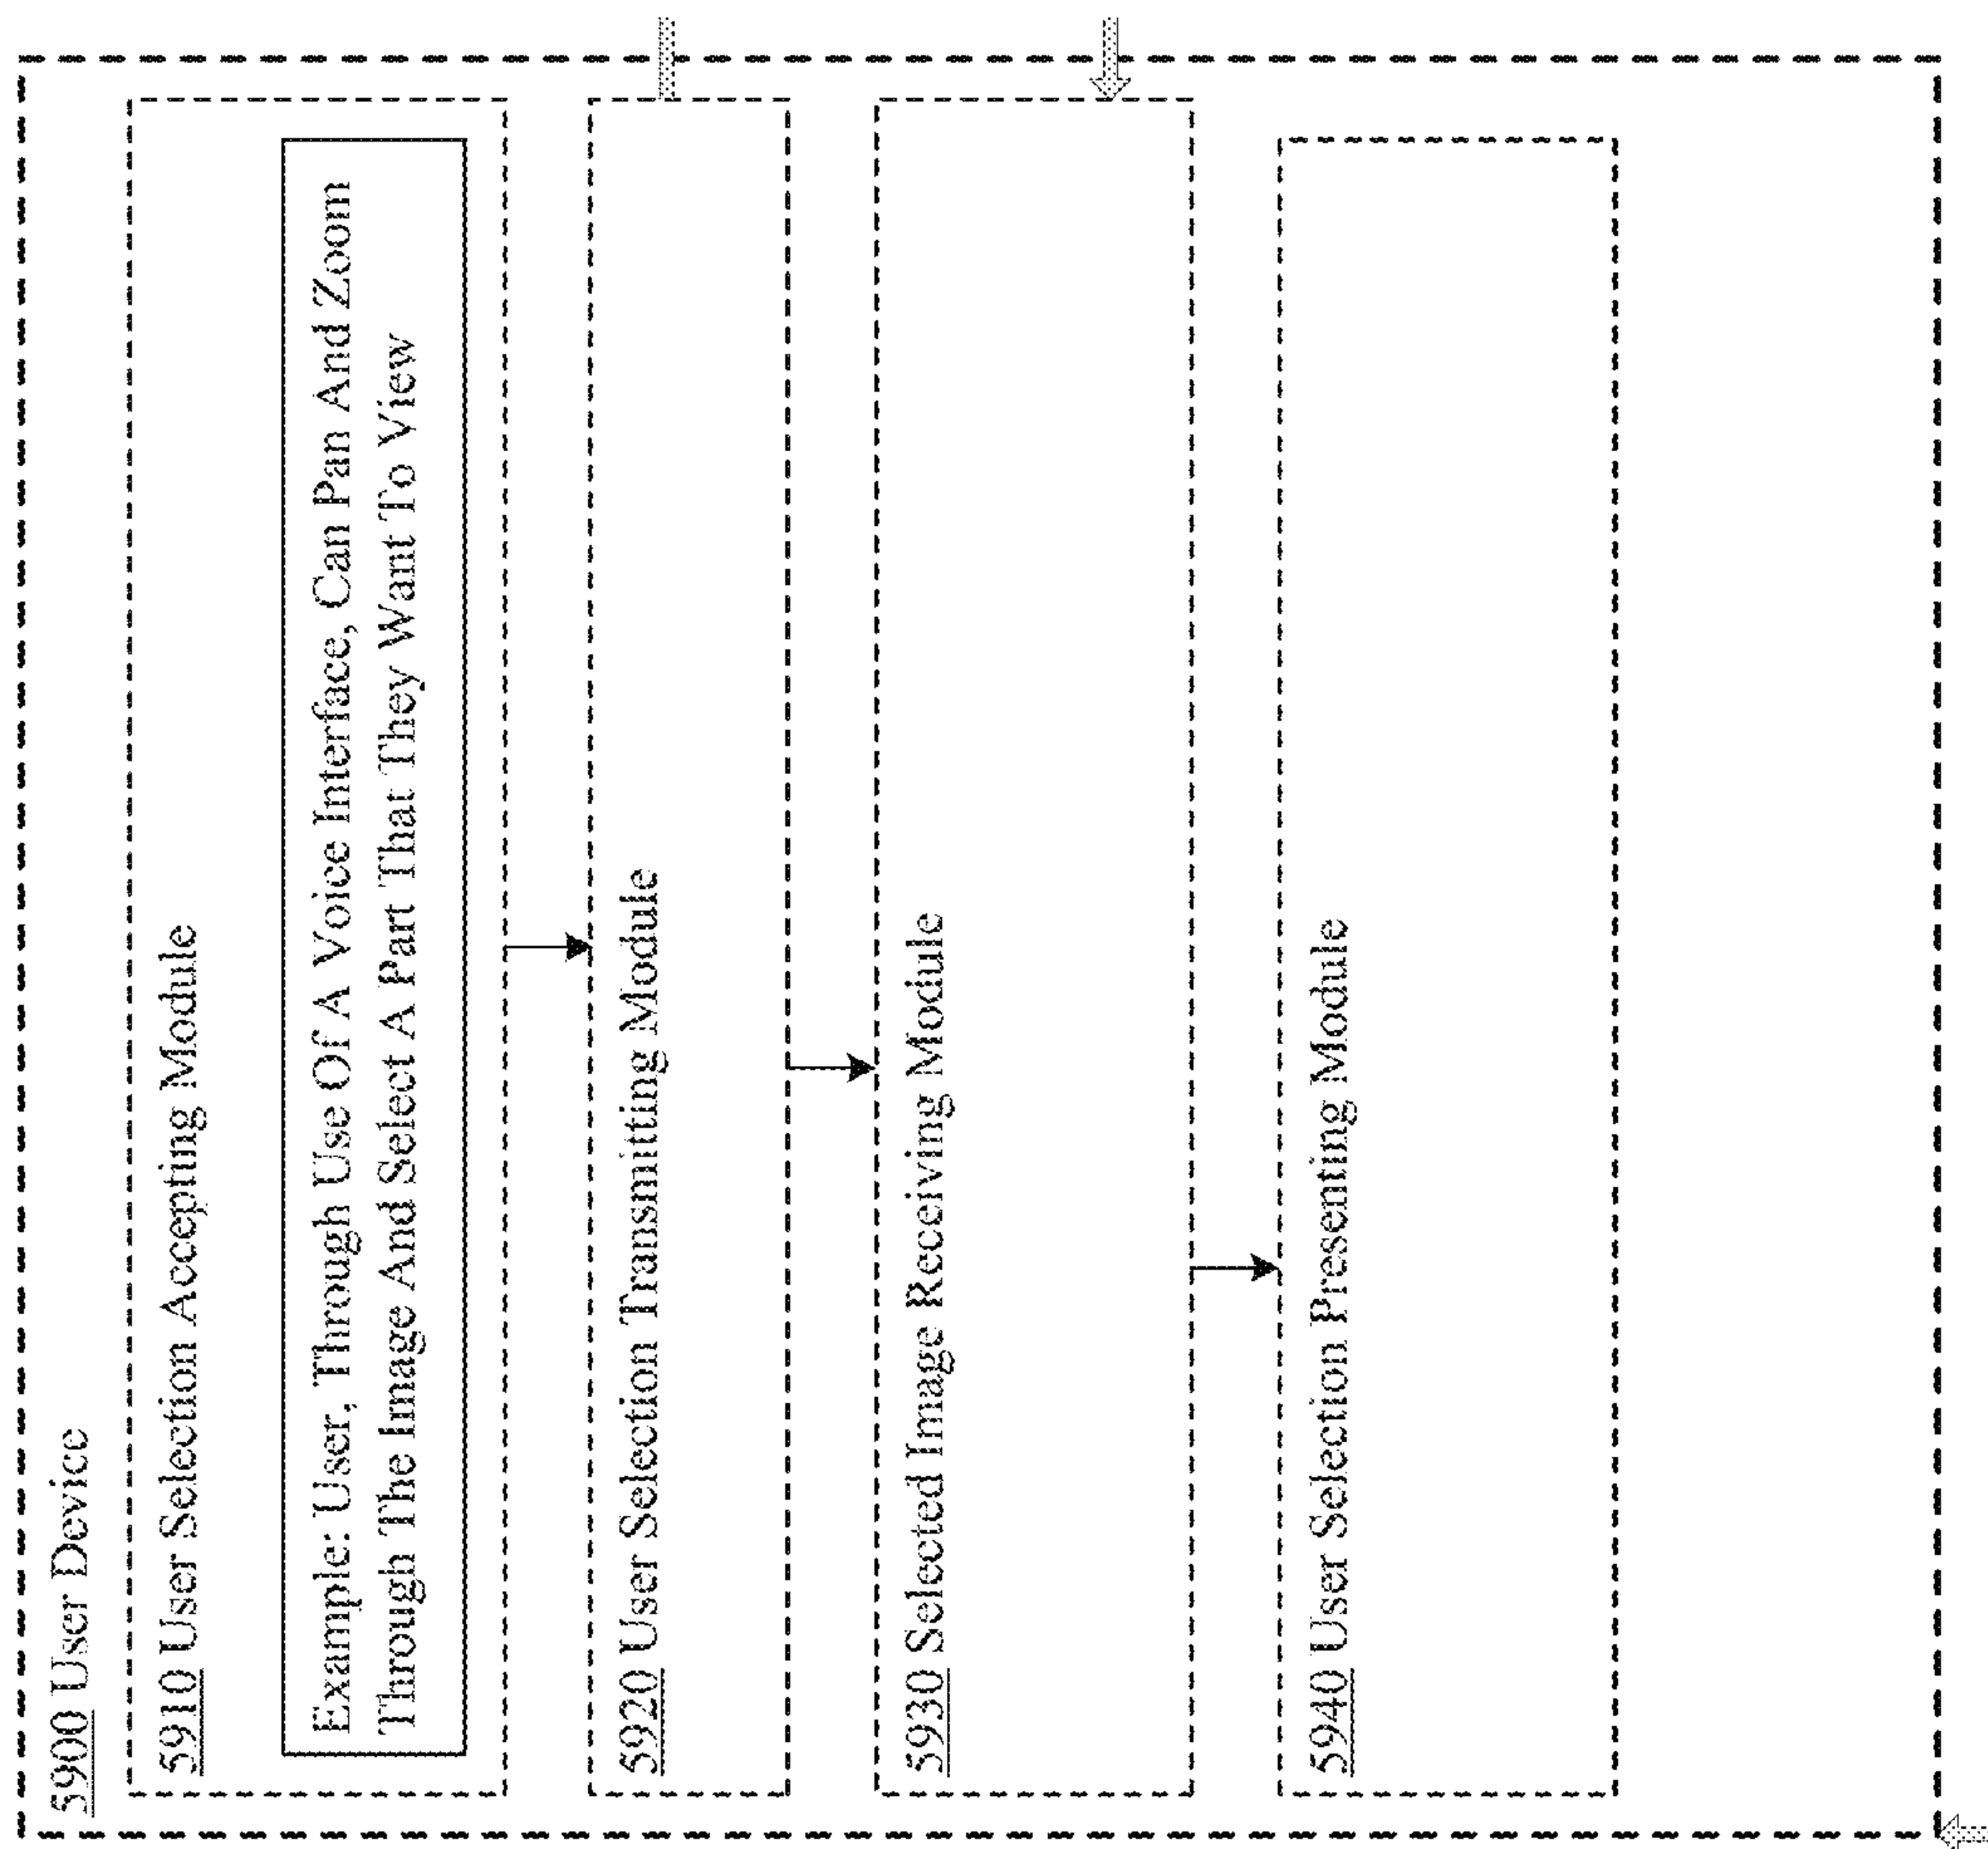 5900 User Device
5910 User Selection Accepting Module
Example: User, Through Use Of A Voice Interface, Can Pan And Zoom
Through The Image And Select A Part That They Want To View
5920 User Selection Transmitting Module
5930 Selected Image Receiving Module
5940 User Selection Presenting Module